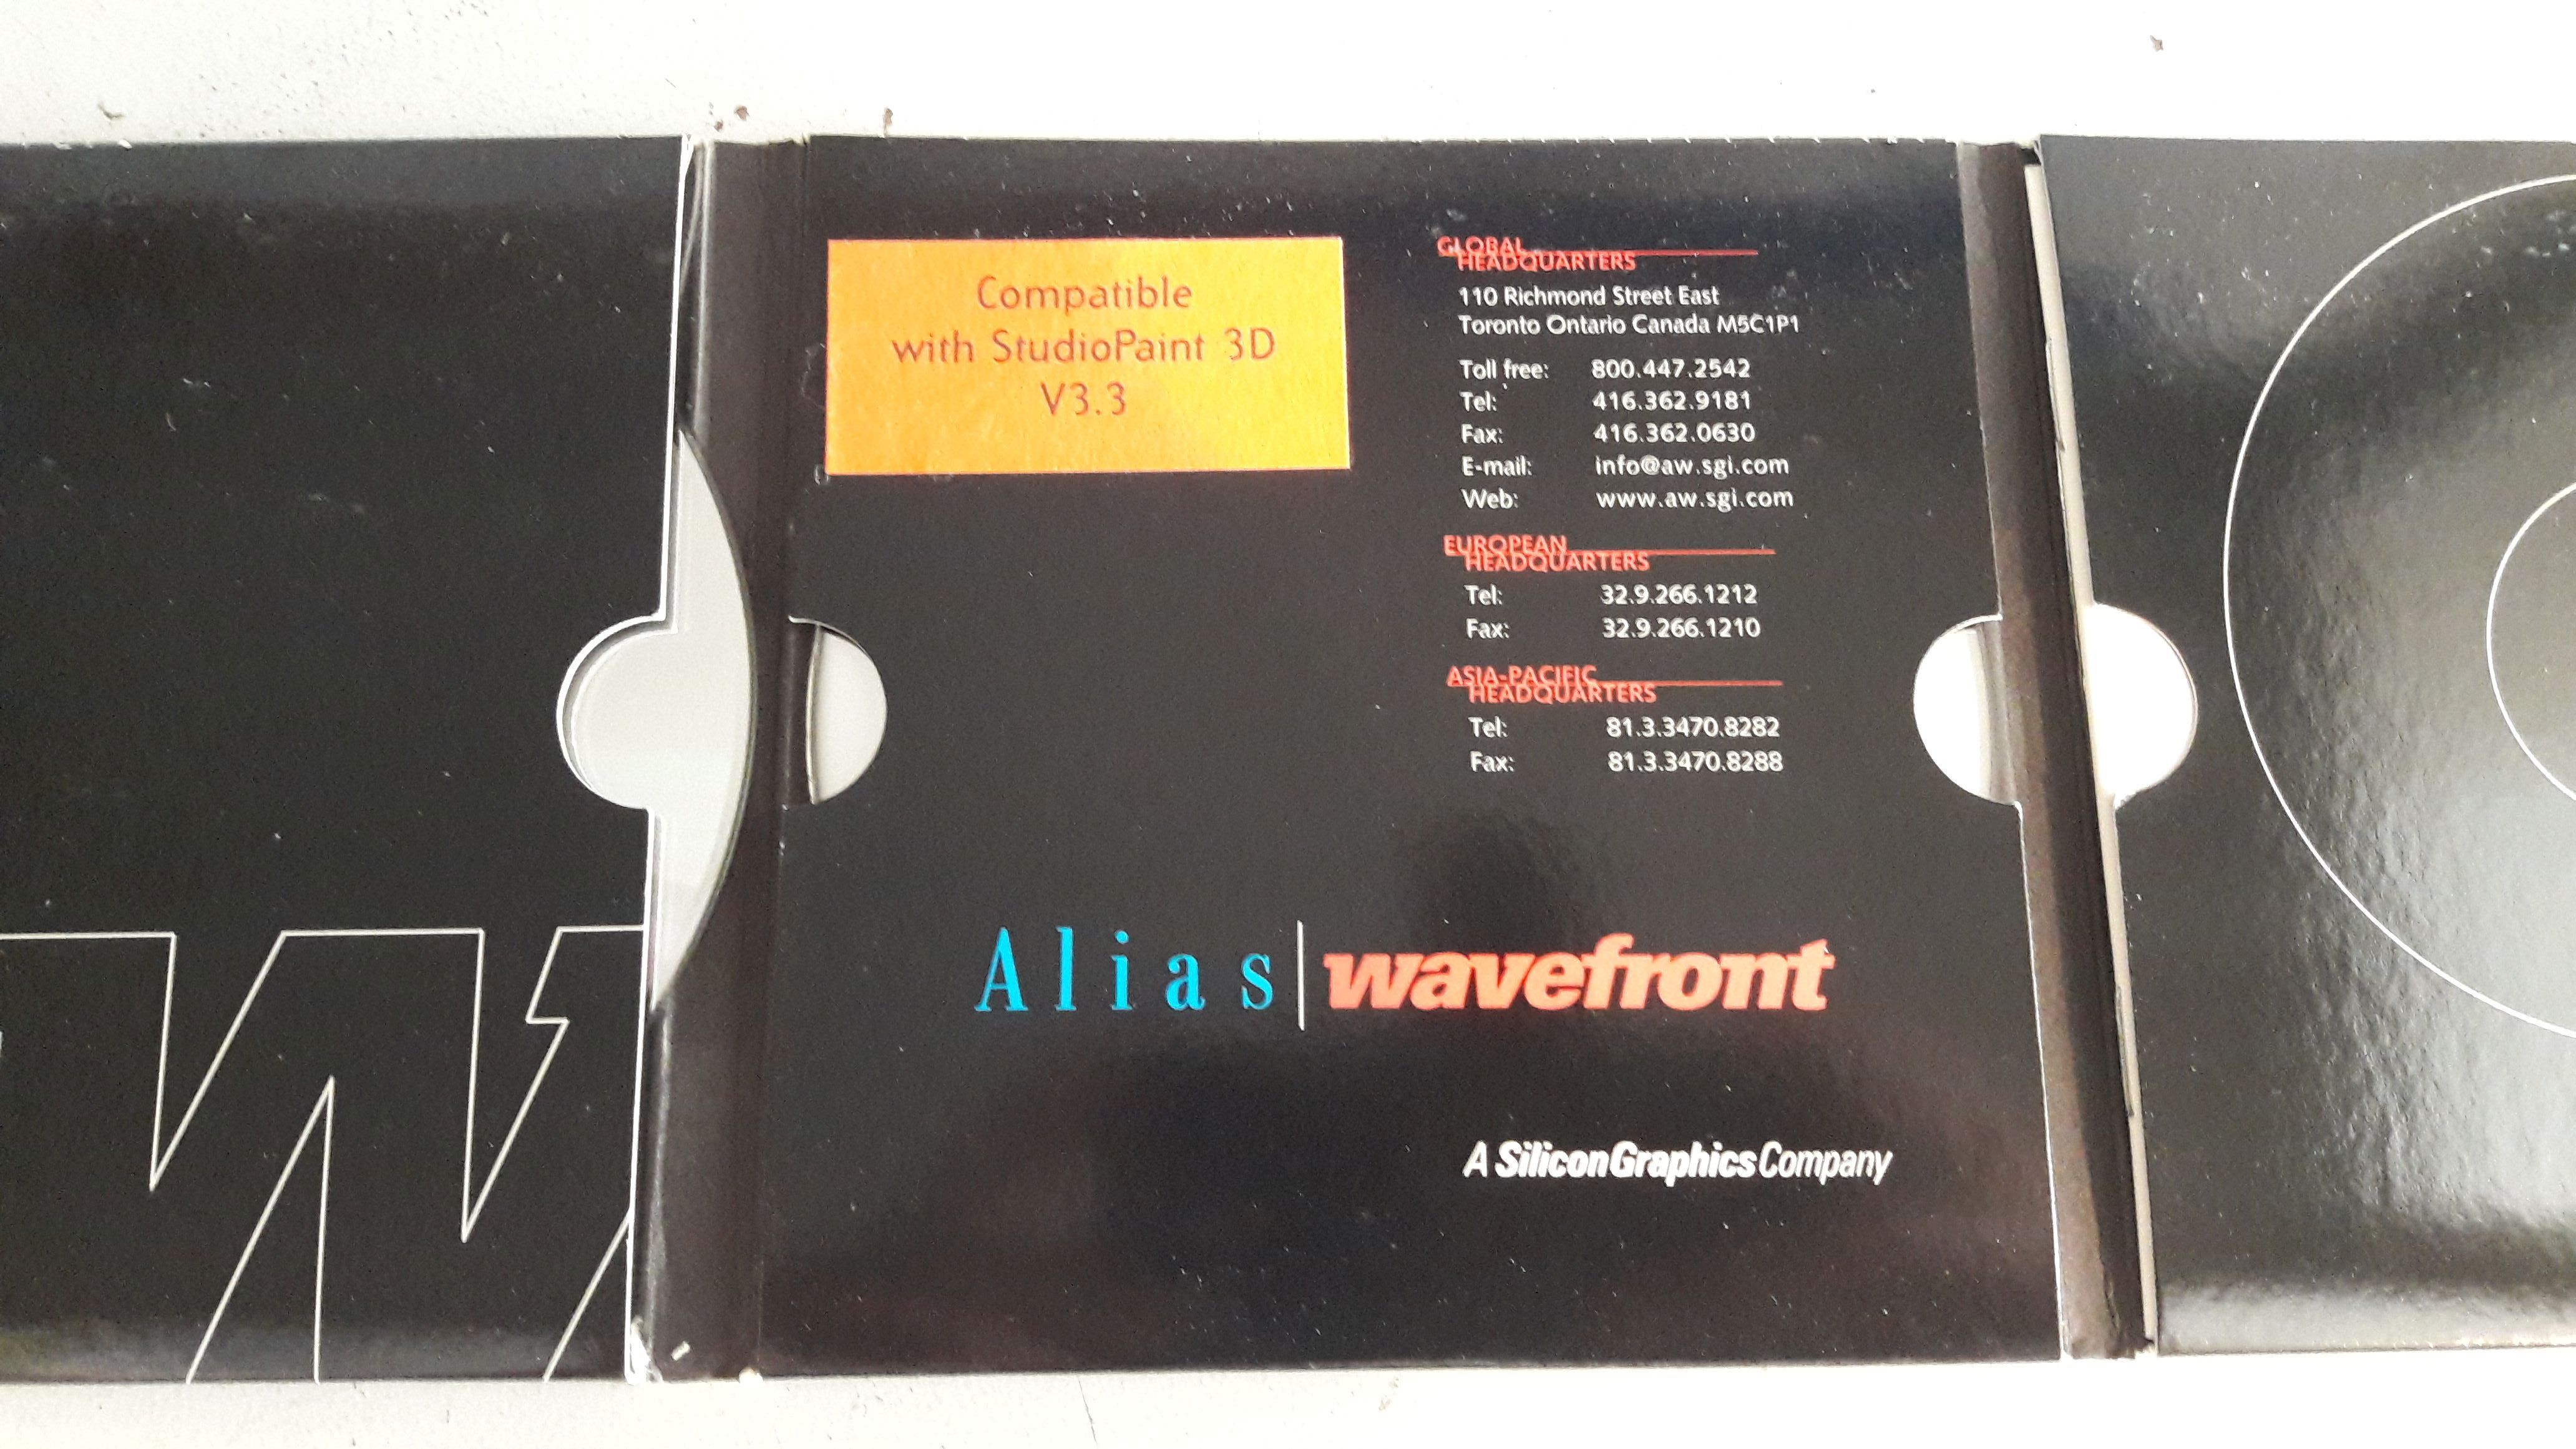 Compatible
with StudioPaint 3D
V3.3
GLOBAL
HEADQUARTERS
110 Richmond Street East
Toronto Ontario Canada M5C1P1
Toll free: 800.447.2542
Tel: 416.362.9181
Fax: 416.362.0630
E-mail: info@aw.sgi.com
Web: www.aw.sgi.com
EUROPEAN
HEADQUARTERS
Tel: 32.9.266.1212
Fax: 32.9.266.1210
ASIA-PACIFIC
HEADQUARTERS
Tel: 81.3.3470.8282
Fax: 81.3.3470.8288
Alias|wavefront
A SiliconGraphics Company